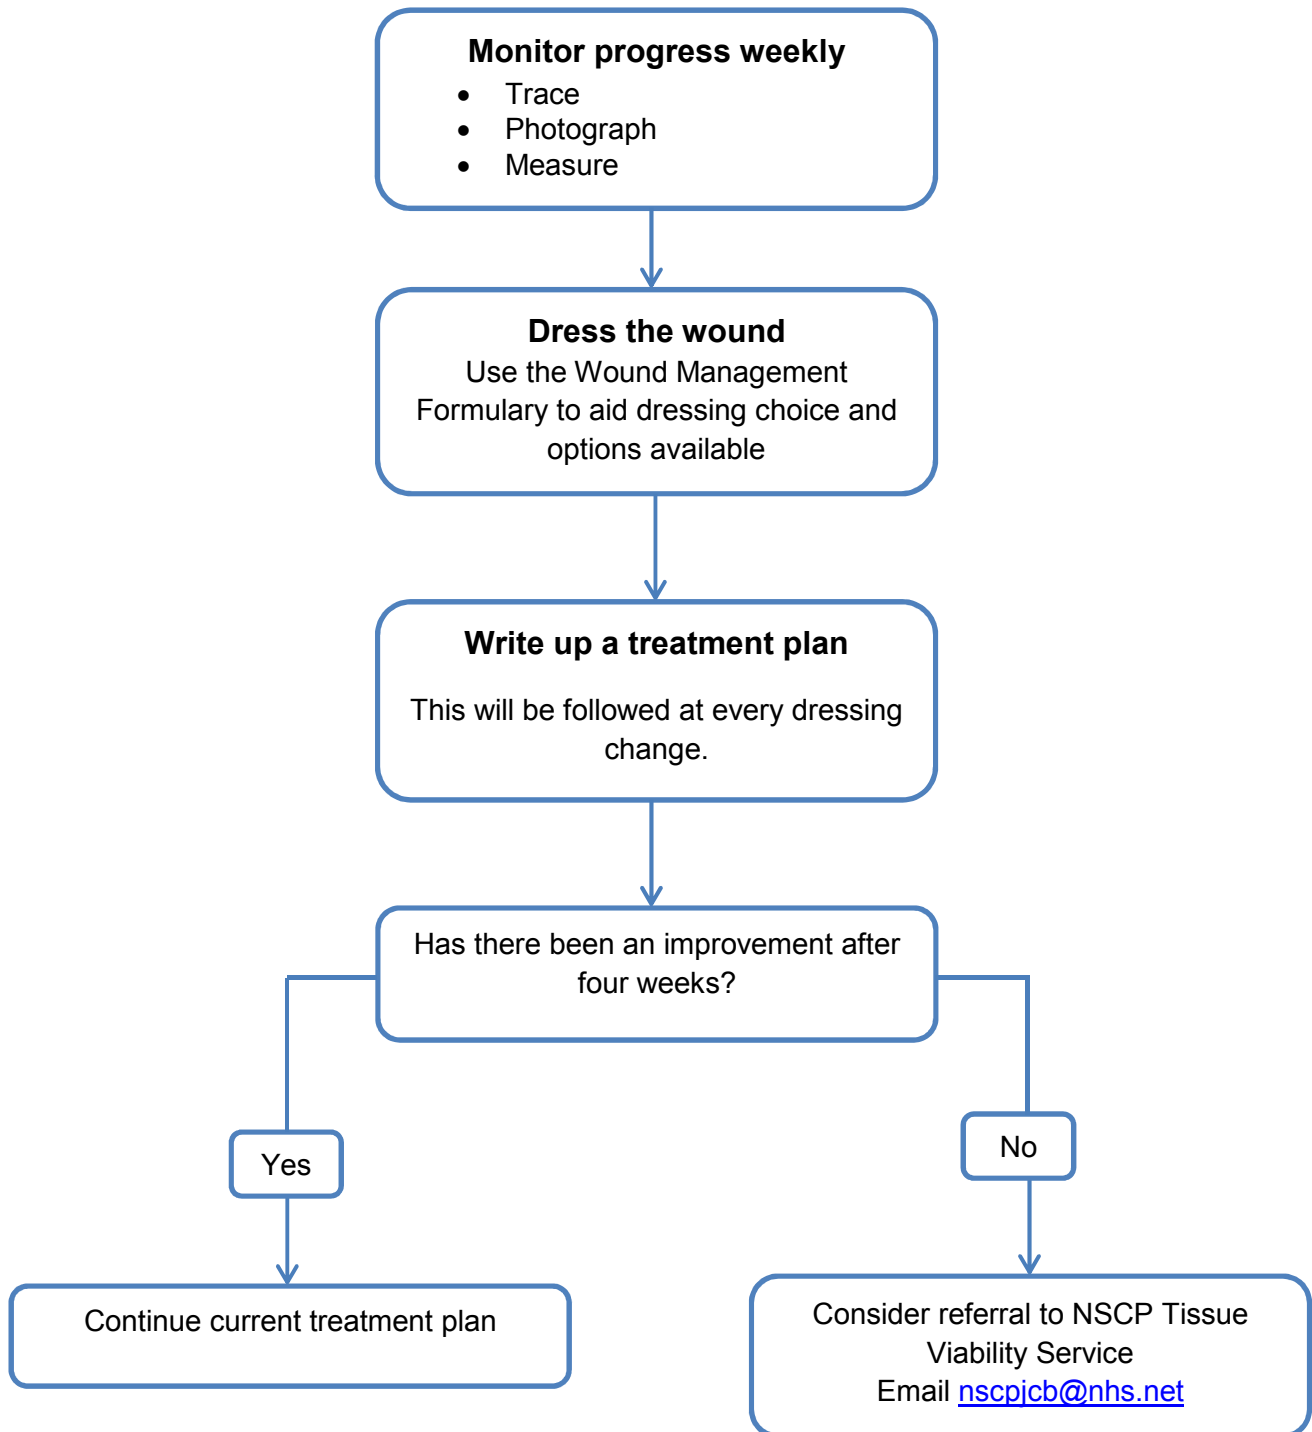 Monitor progress weekly
• Trace
• Photograph
• Measure
Dress the wound
Use the Wound Management
Formulary to aid dressing choice and
options available
Write up a treatment plan
This will be followed at every dressing
change.
Has there been an improvement after
four weeks?
Yes
No
Continue current treatment plan
Consider referral to NSCP Tissue
Viability Service
Email nscpjcb@nhs.net